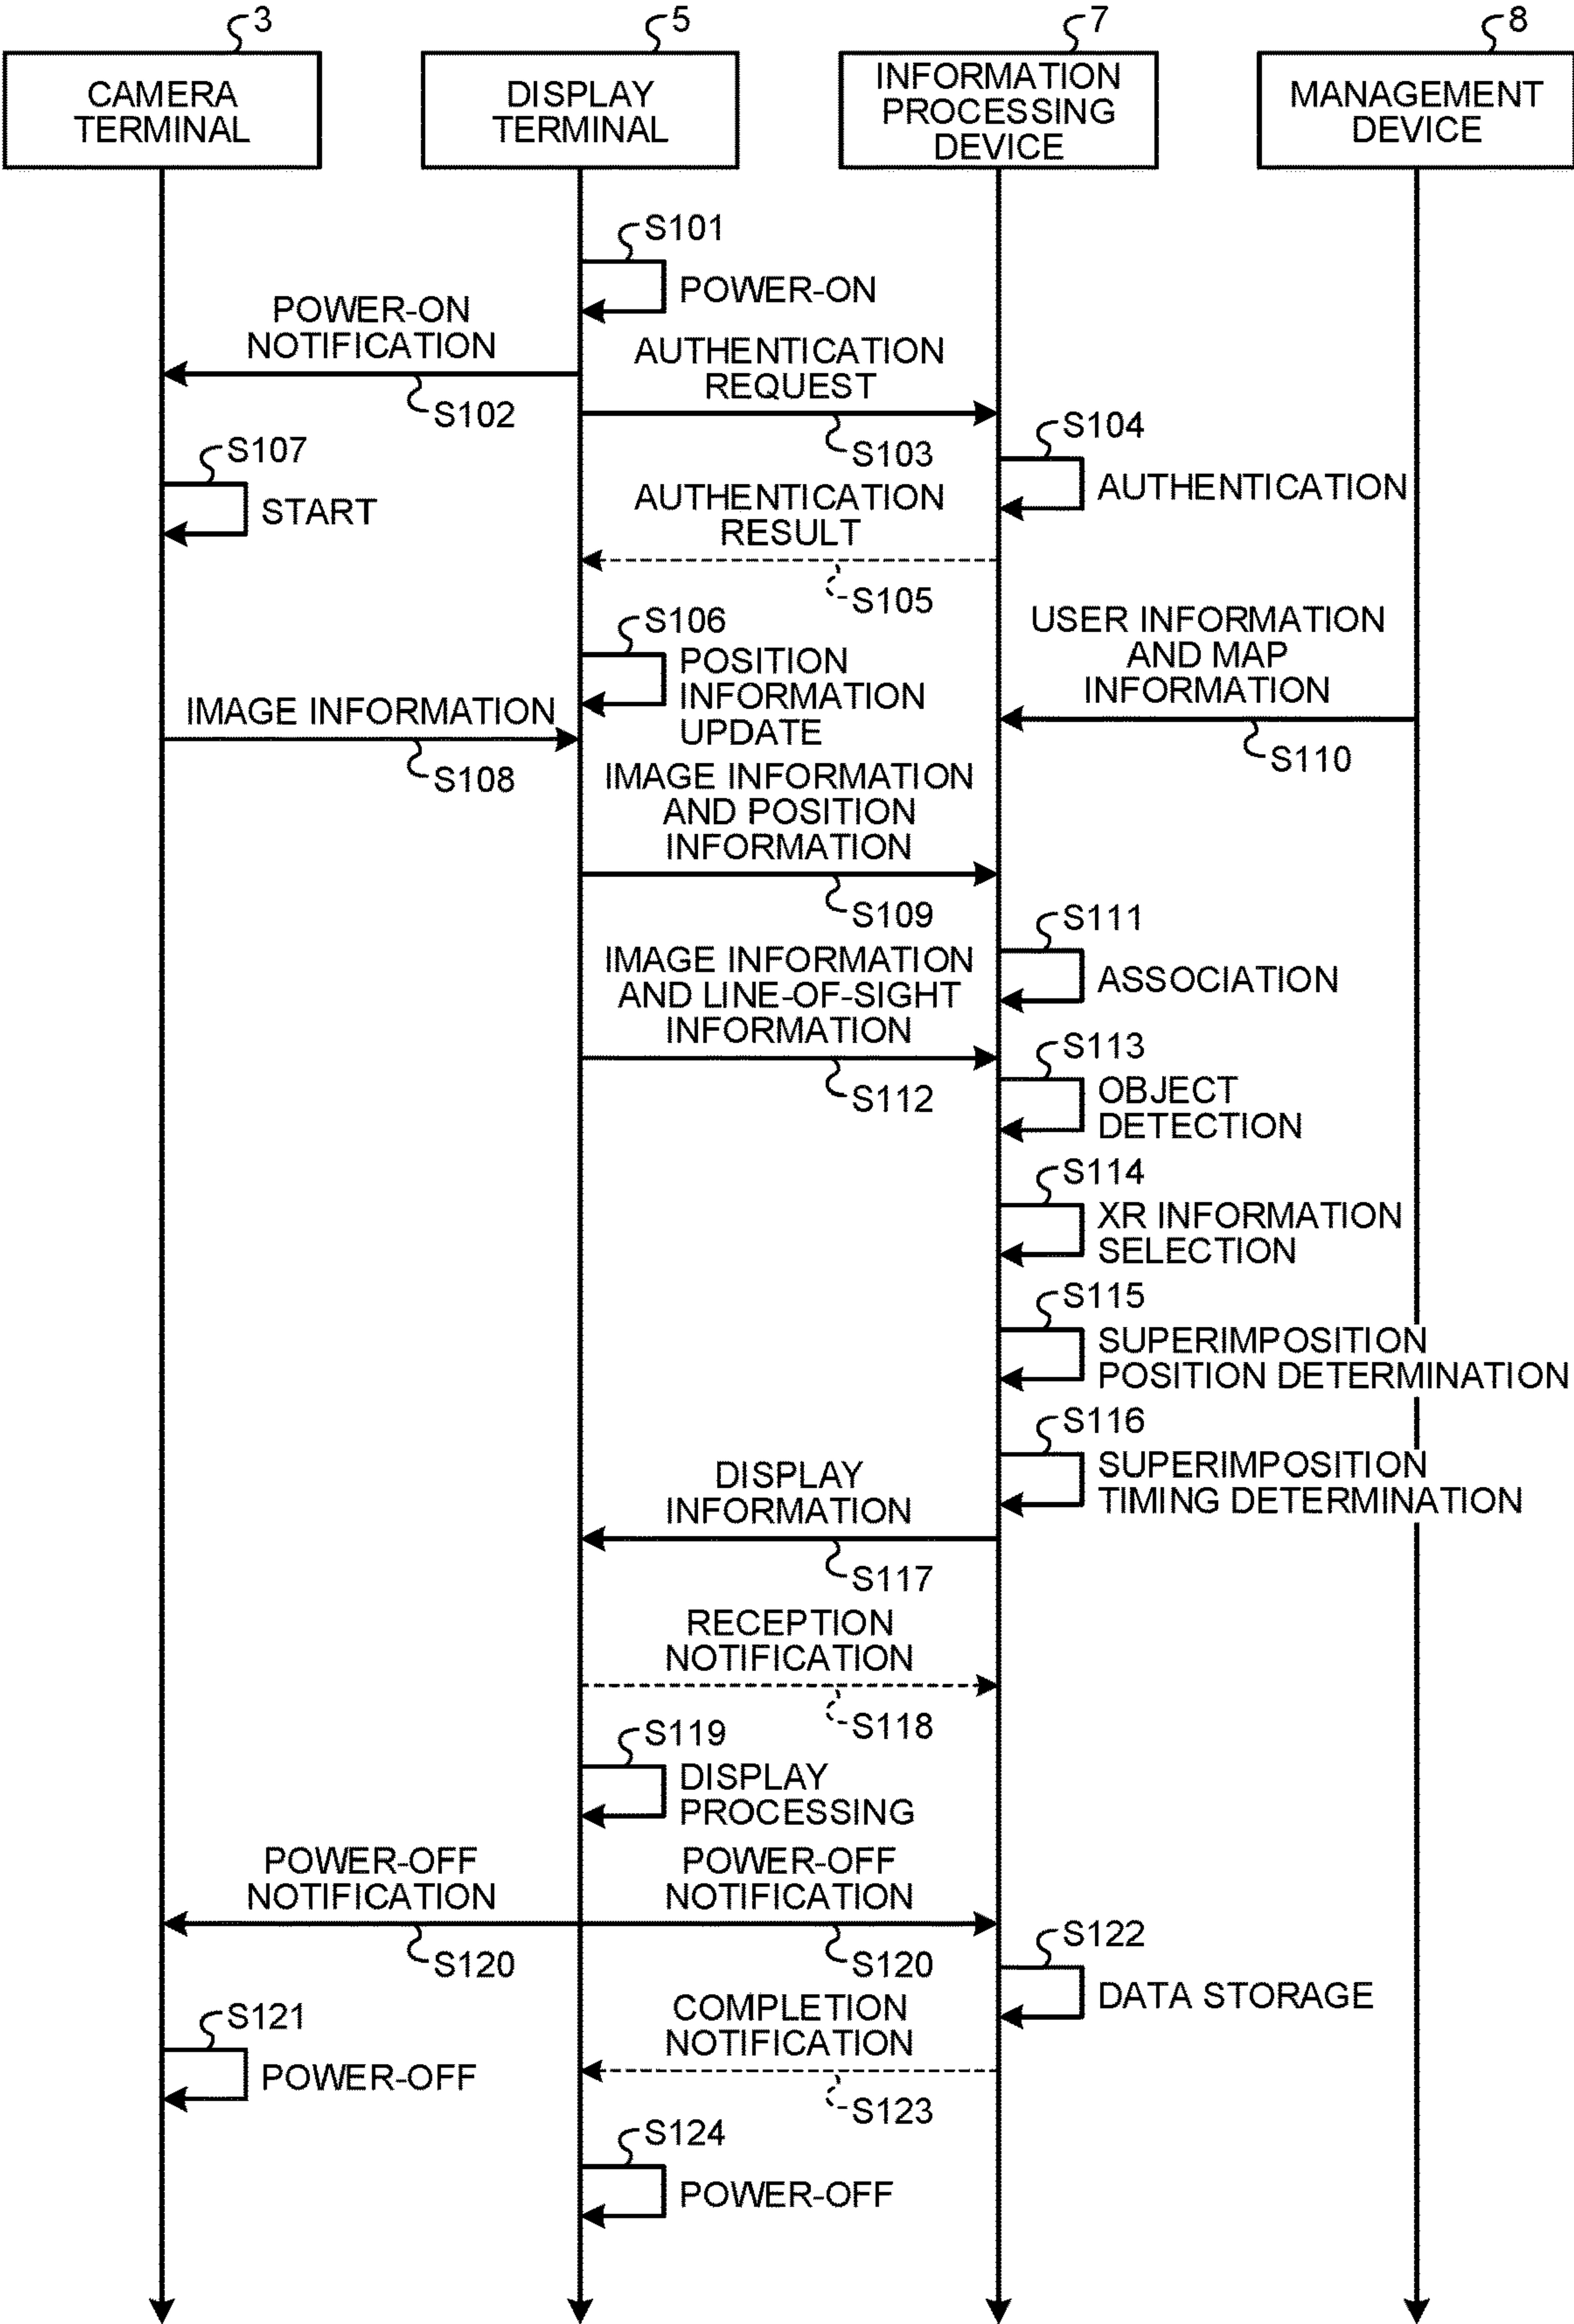 3
5
7
8
CAMERA
TERMINAL
DISPLAY
TERMINAL
INFORMATION
PROCESSING
DEVICE
MANAGEMENT
DEVICE
S101
POWER-ON
POWER-ON
NOTIFICATION
S102
AUTHENTICATION
REQUEST
S103
S104
AUTHENTICATION
S107
START
AUTHENTICATION
RESULT
S105
S106
POSITION
INFORMATION
UPDATE
USER INFORMATION
AND MAP
INFORMATION
S110
IMAGE INFORMATION
S108
IMAGE INFORMATION
AND POSITION
INFORMATION
S109
S111
ASSOCIATION
IMAGE INFORMATION
AND LINE-OF-SIGHT
INFORMATION
S112
S113
OBJECT
DETECTION
S114
XR INFORMATION
SELECTION
S115
SUPERIMPOSITION
POSITION DETERMINATION
S116
SUPERIMPOSITION
TIMING DETERMINATION
DISPLAY
INFORMATION
S117
RECEPTION
NOTIFICATION
S118
S119
DISPLAY
PROCESSING
POWER-OFF
NOTIFICATION
S120
POWER-OFF
NOTIFICATION
S120
S122
DATA STORAGE
S121
POWER-OFF
COMPLETION
NOTIFICATION
S123
S124
POWER-OFF